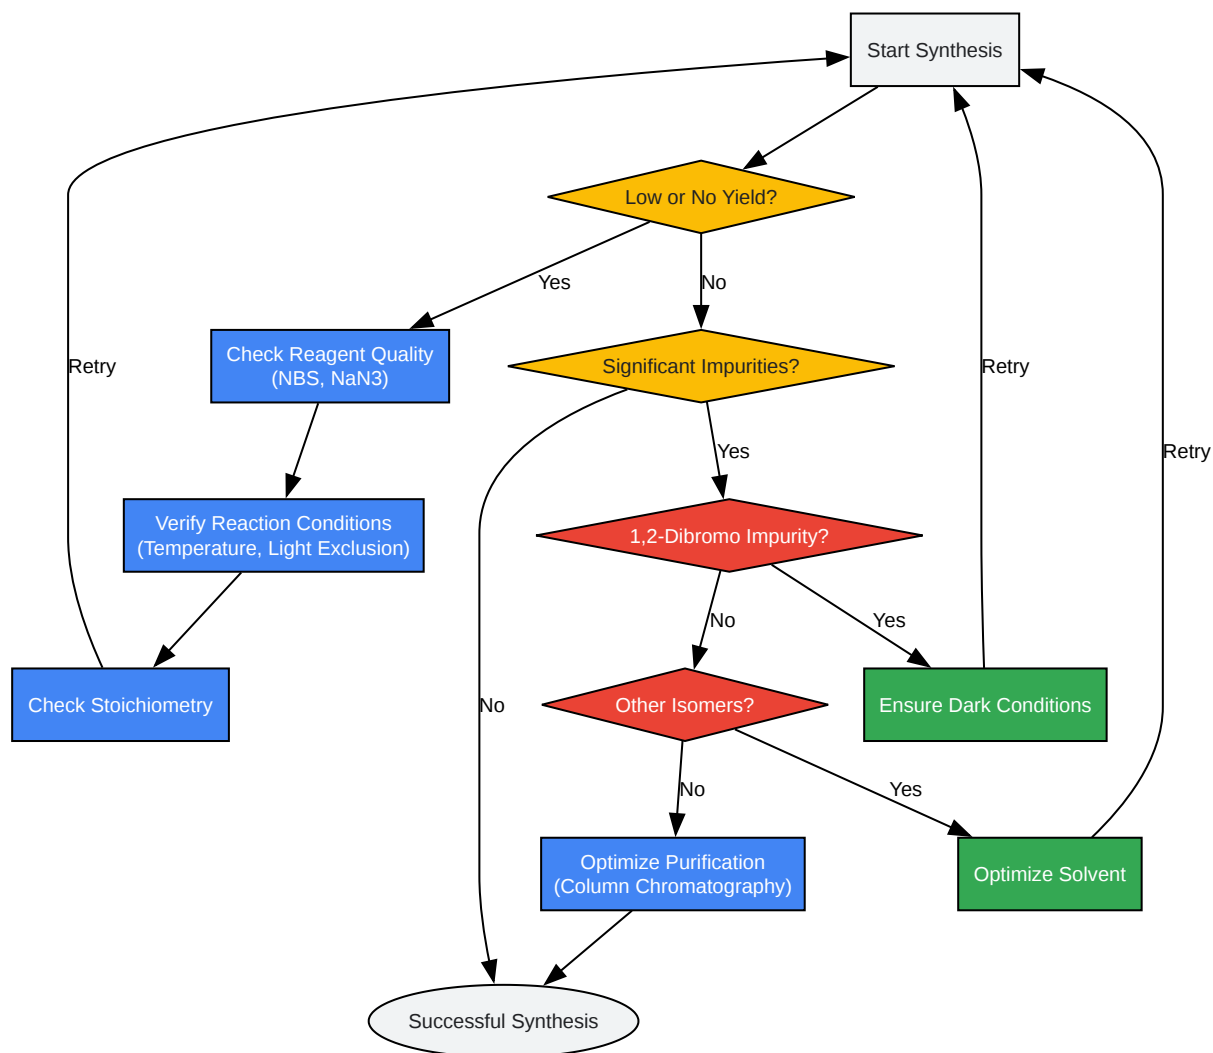 Start Synthesis
Low or No Yield?
Yes
No
Check Reagent Quality
(NBS, NaN3)
Significant Impurities?
Retry
Retry
Yes
Retry
Verify Reaction Conditions
(Temperature, Light Exclusion)
1,2-Dibromo Impurity?
No
Yes
Check Stoichiometry
No
Other Isomers?
Ensure Dark Conditions
No
Yes
Optimize Purification
(Column Chromatography)
Optimize Solvent
Successful Synthesis